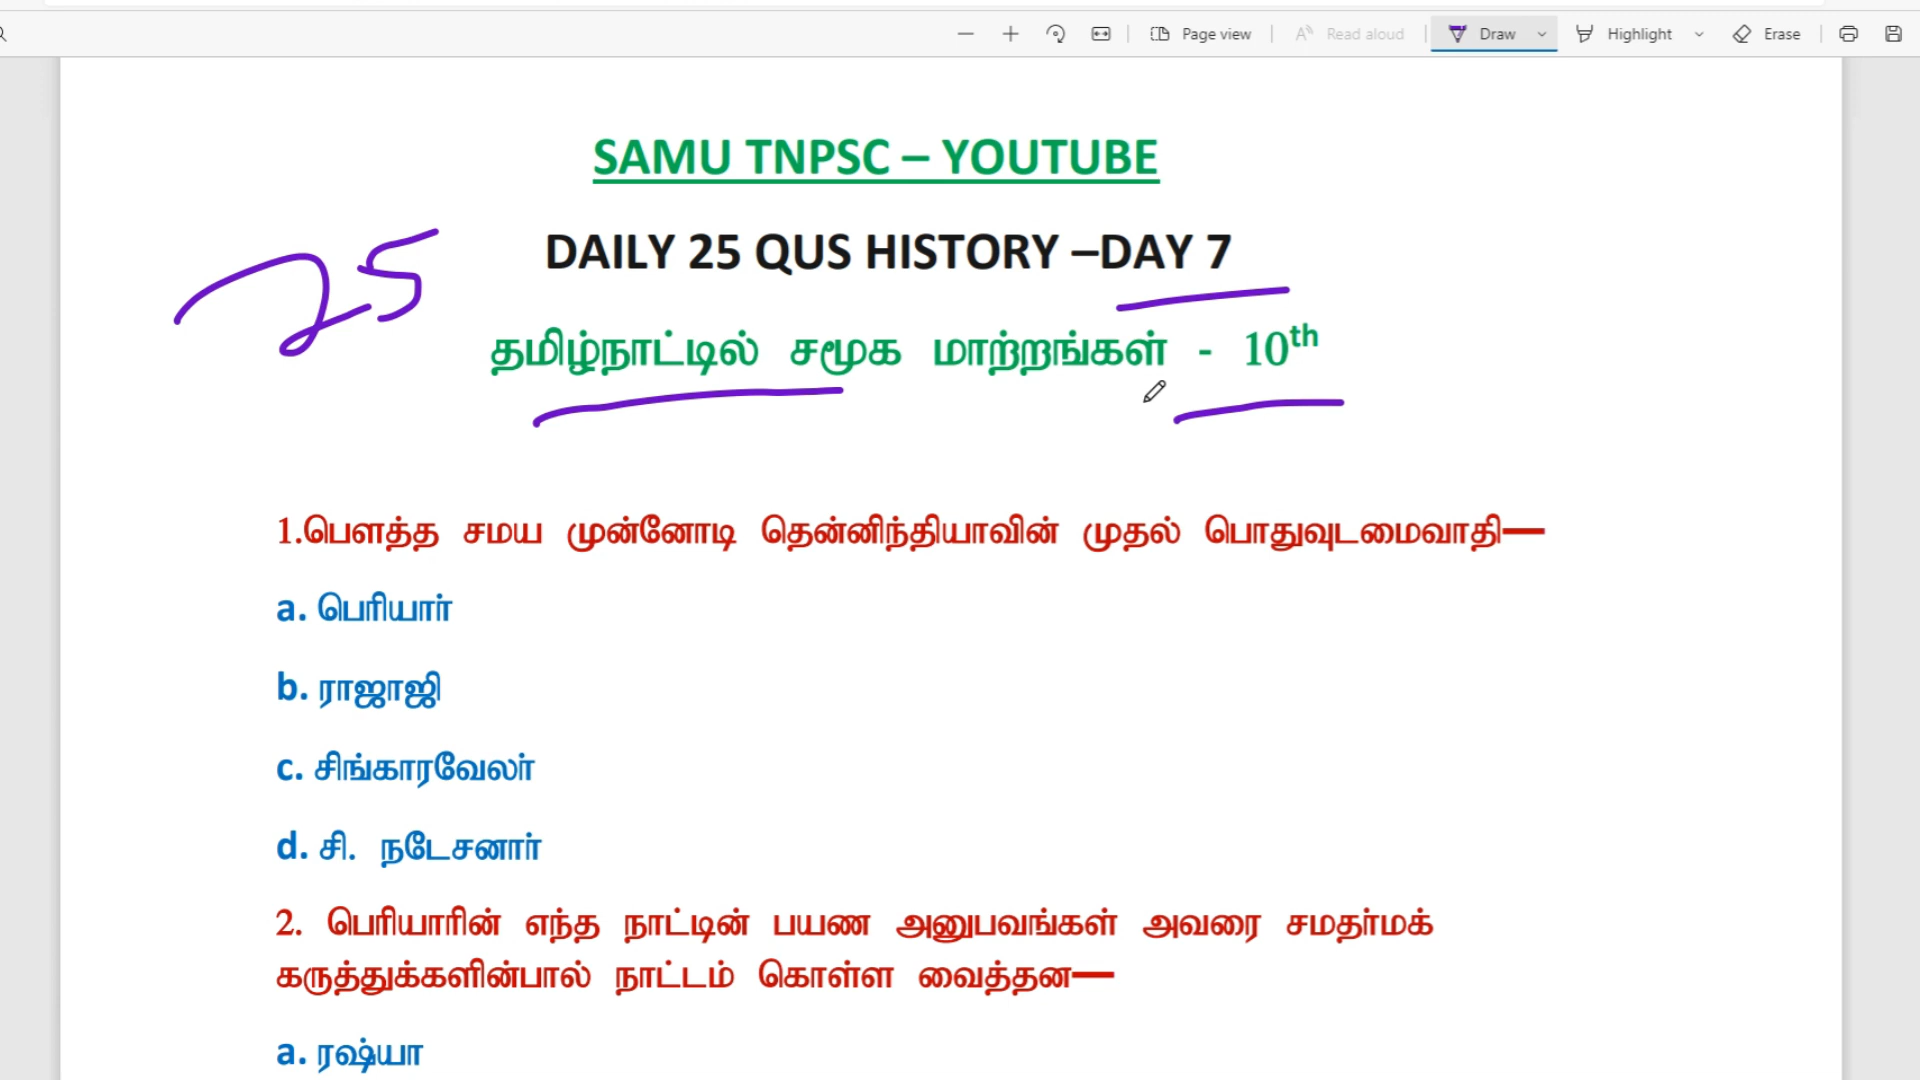 Page view Read aloud Draw Highlight Erase
SAMU TNPSC – YOUTUBE
DAILY 25 QUS HISTORY –DAY 7
25
தமிழ்நாட்டில் சமூக மாற்றங்கள் - 10th
1.பௌத்த சமய முன்னோடி தென்னிந்தியாவின் முதல் பொதுவுடமைவாதி—
a. பெரியார்
b. ராஜாஜி
c. சிங்காரவேலர்
d. சி. நடேசனார்
2. பெரியாரின் எந்த நாட்டின் பயண அனுபவங்கள் அவரை சமதர்மக்
கருத்துக்களின்பால் நாட்டம் கொள்ள வைத்தன—
a. ரஷ்யா